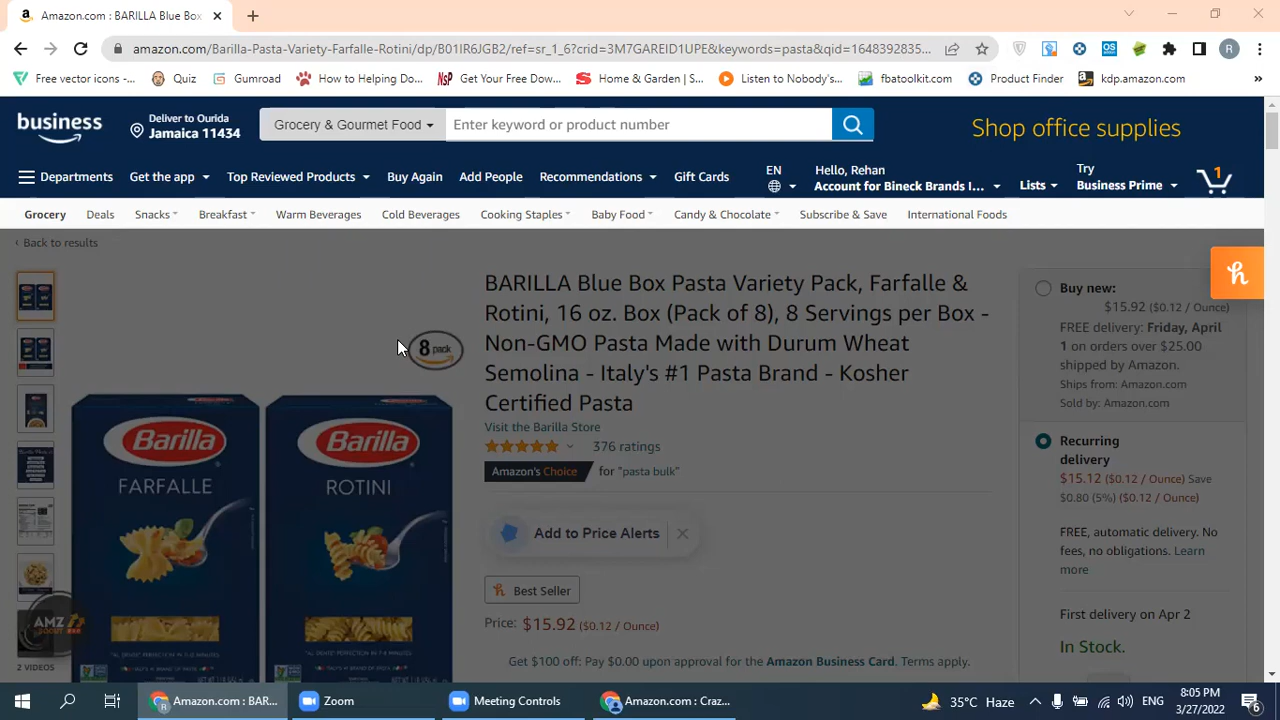 Amazon.com : BARILLA Blue Box
amazon.com/Barilla-Pasta-Variety-Farfalle-Rotini/dp/B01IR6JGB2/ref=sr_1_6?crid=3M7GAREID1UPE&keywords=pasta&qid=1648392835...
R
Free vector icons -...
Quiz
Gumroad
How to Helping Do...
Get Your Free Dow...
Home & Garden | S...
Listen to Nobody's...
fbatoolkit.com
Product Finder
kdp.amazon.com
»
business
Deliver to Ourida
Jamaica 11434
Grocery & Gourmet Food
Enter keyword or product number
Shop office supplies
Departments
Get the app
Top Reviewed Products
Buy Again
Add People
Recommendations
Gift Cards
EN
Hello, Rehan
Account for Bineck Brands I...
Lists
Try
Business Prime
1
Grocery
Deals
Snacks
Breakfast
Warm Beverages
Cold Beverages
Cooking Staples
Baby Food
Candy & Chocolate
Subscribe & Save
International Foods
‹ Back to results
8 pack
Barilla
FARFALLE
Barilla
ROTINI
AMZ
SCOUT
2 VIDEOS
BARILLA Blue Box Pasta Variety Pack, Farfalle &
Rotini, 16 oz. Box (Pack of 8), 8 Servings per Box -
Non-GMO Pasta Made with Durum Wheat
Semolina - Italy's #1 Pasta Brand - Kosher
Certified Pasta
Visit the Barilla Store
376 ratings
Amazon's Choice for "pasta bulk"
Add to Price Alerts
Best Seller
Price: $15.92 ($0.12 / Ounce)
Get $100 off: Pay $0.00 upon approval for the Amazon Business Card. Terms apply.
Buy new:
$15.92 ($0.12 / Ounce)
FREE delivery: Friday, April
1 on orders over $25.00
shipped by Amazon.
Ships from: Amazon.com
Sold by: Amazon.com
Recurring
delivery
$15.12 ($0.12 / Ounce) Save
$0.80 (5%) ($0.12 / Ounce)
FREE, automatic delivery. No
fees, no obligations. Learn
more
First delivery on Apr 2
In Stock.
Amazon.com : BAR...
Zoom
Meeting Controls
Amazon.com : Craz...
35°C Haze
ENG
8:05 PM
3/27/2022
6